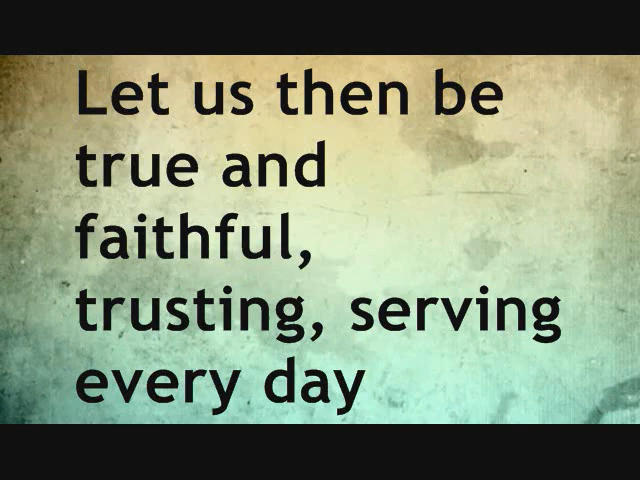 Let us then be
true and
faithful,
trusting, serving
every day